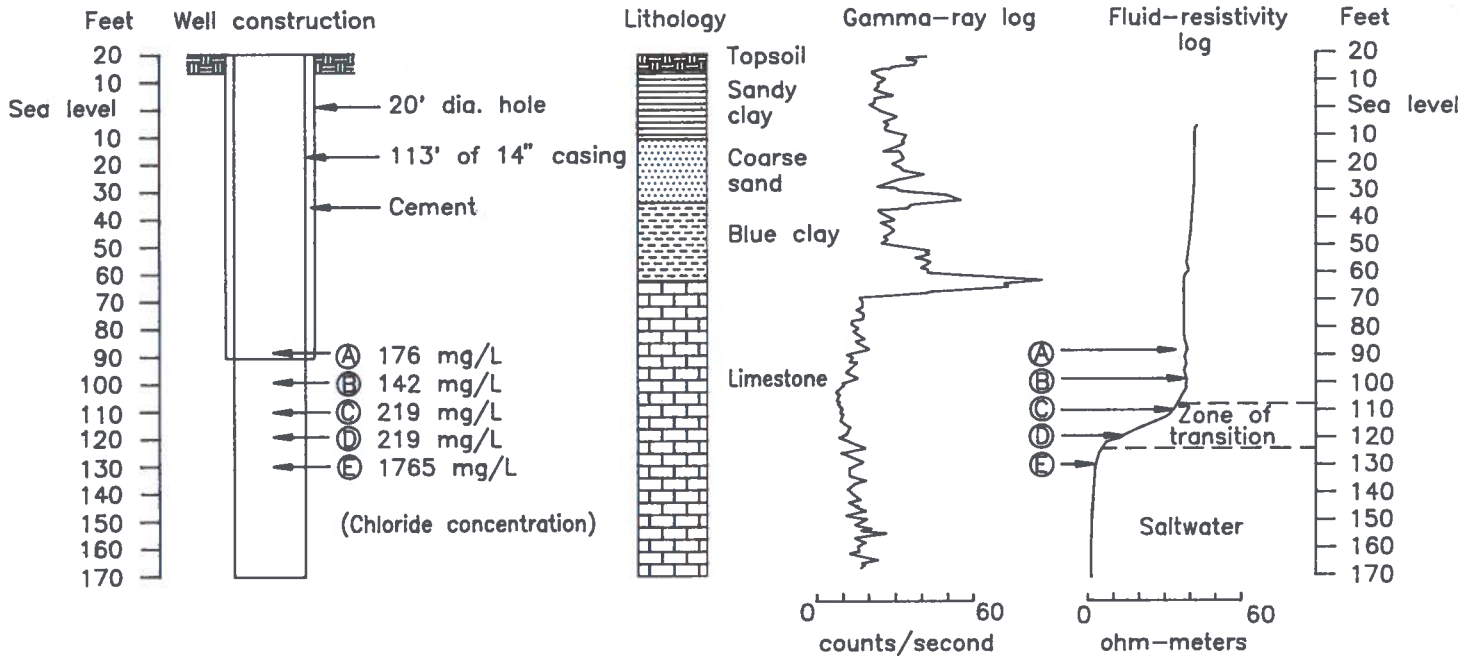 Feet
Well construction
Lithology
Gamma-ray log
Fluid-resistivity
log
Feet
20
10
Sea level
10
20
30
40
50
60
70
80
90
100
110
120
130
140
150
160
170
20' dia. hole
113' of 14" casing
Cement
A 176 mg/L
B 142 mg/L
C 219 mg/L
D 219 mg/L
E 1765 mg/L
(Chloride concentration)
Topsoil
Sandy
clay
Coarse
sand
Blue clay
Limestone
0 60
counts/second
A
B
C
D
E
Zone of
transition
Saltwater
0 60
ohm-meters
20
10
Sea level
10
20
30
40
50
60
70
80
90
100
110
120
130
140
150
160
170